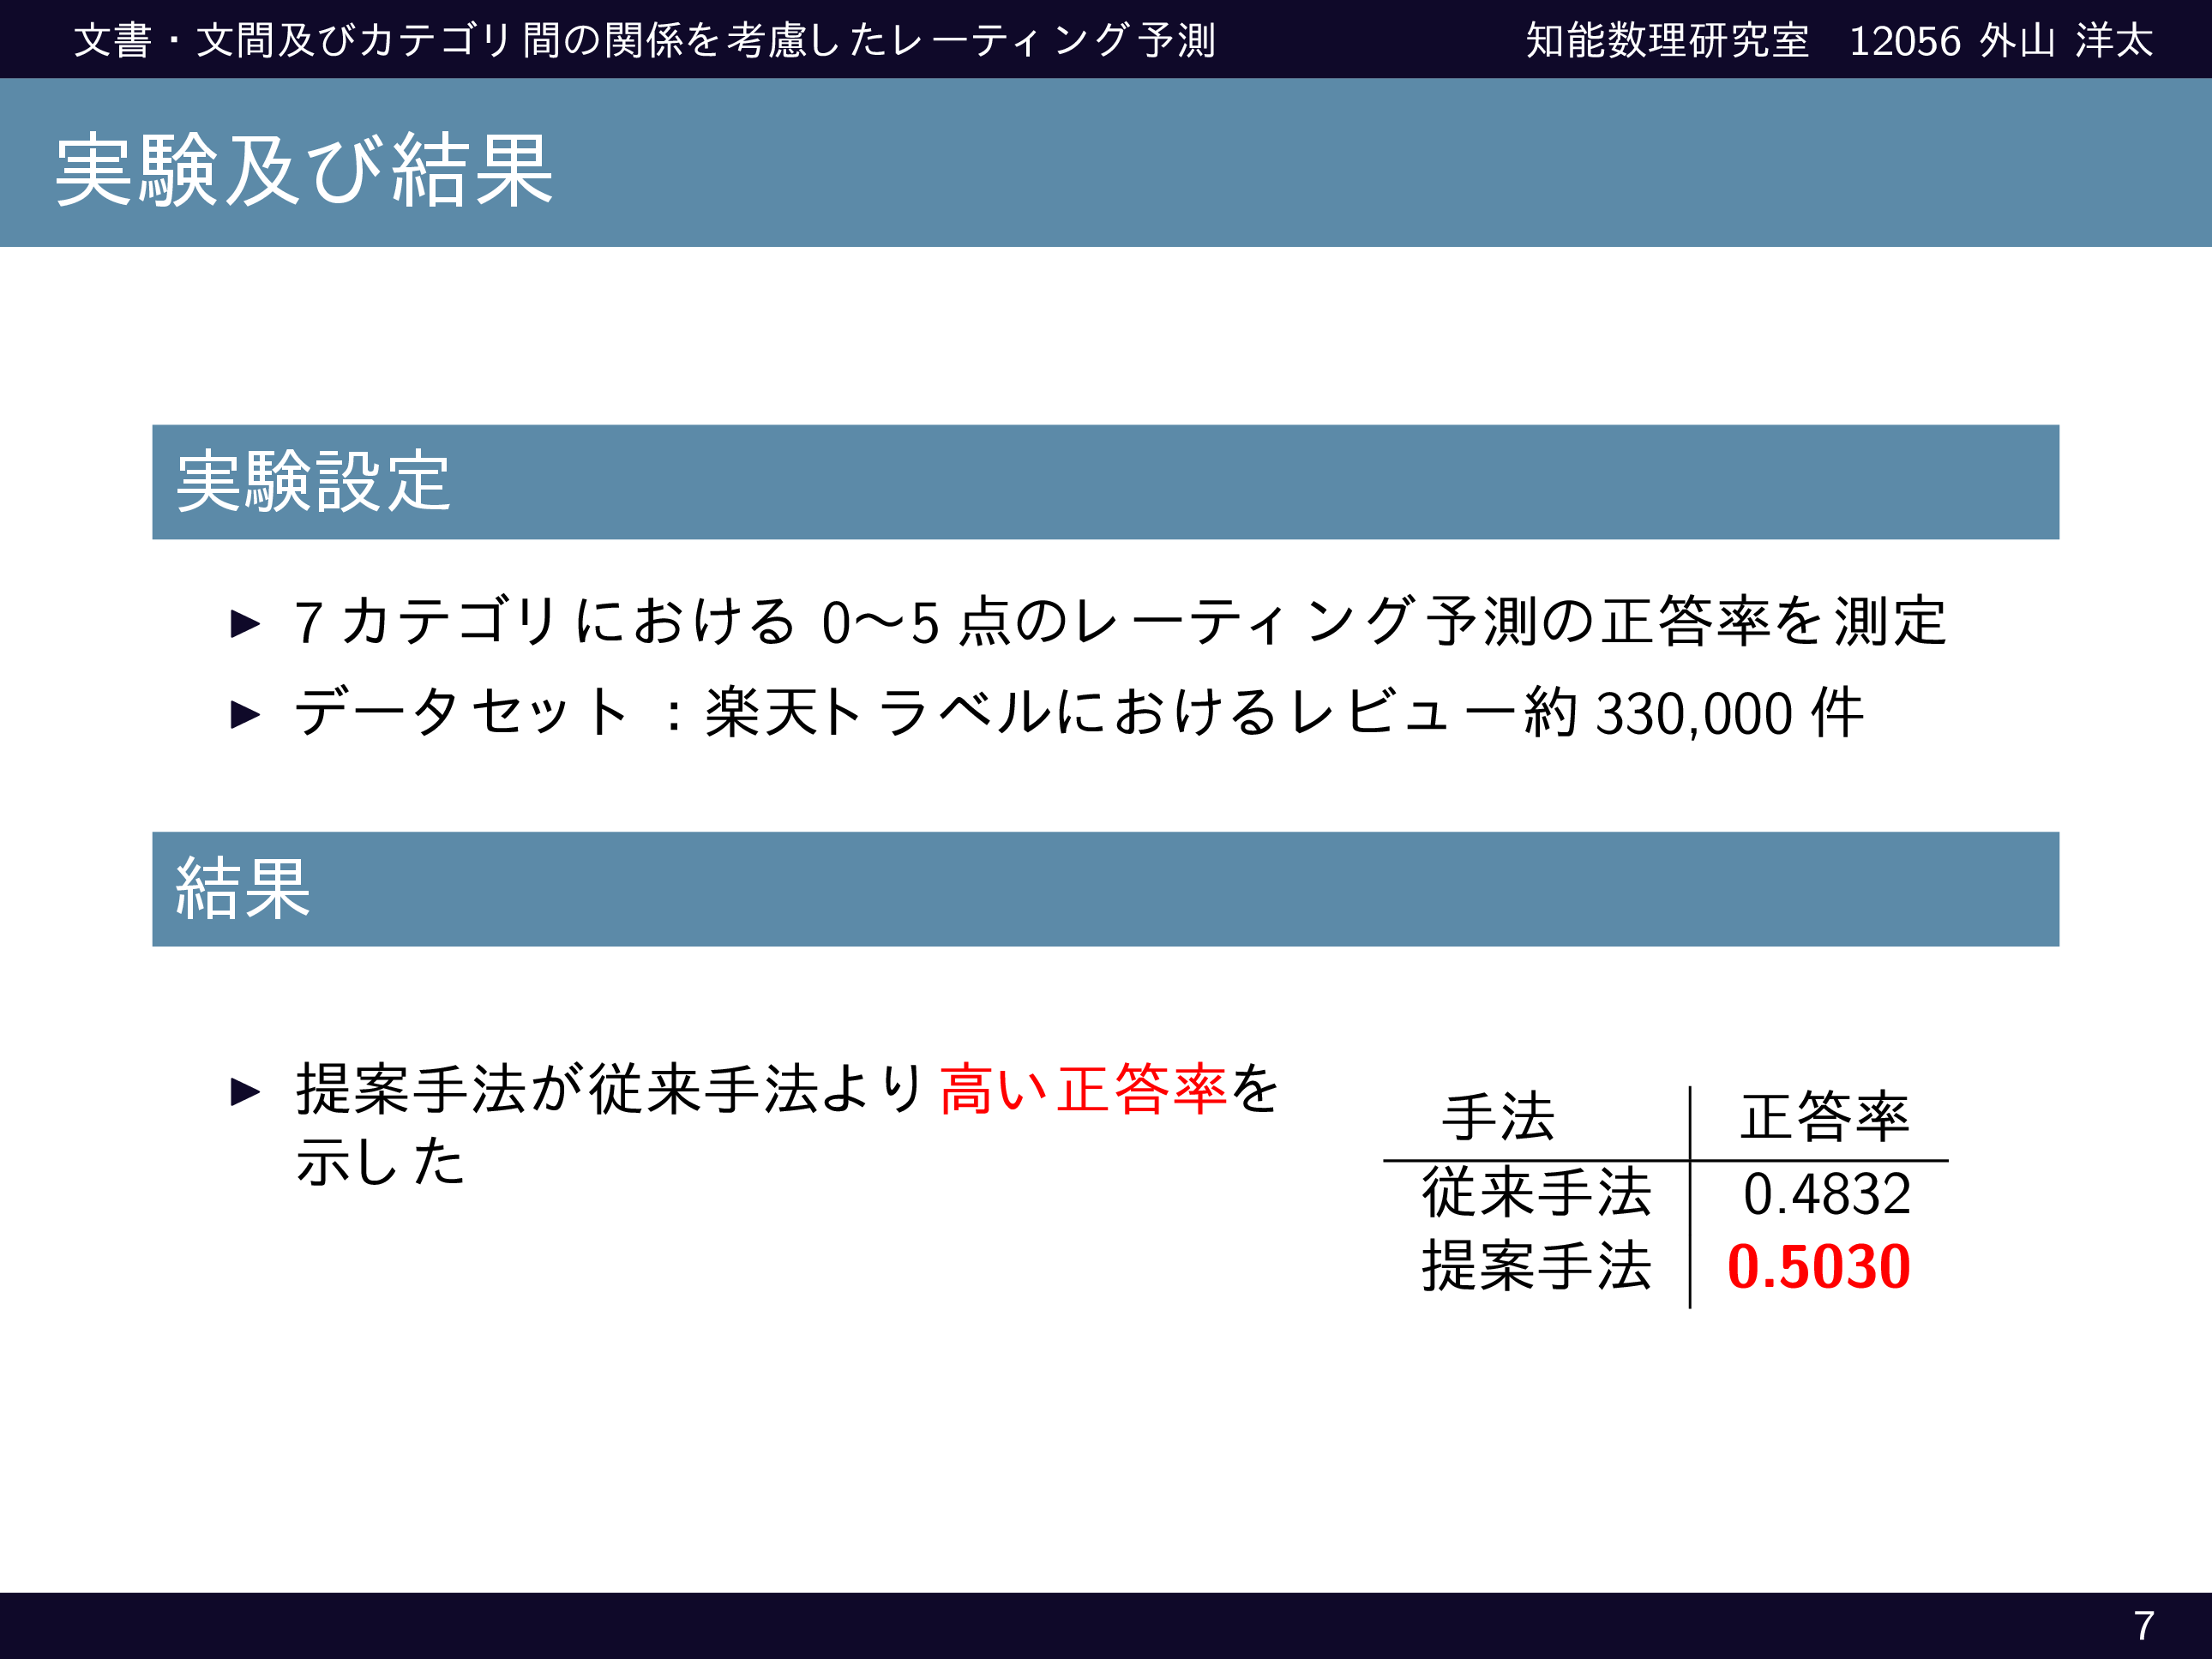 文書・文間及びカテゴリ間の関係を考慮したレーティング予測 知能数理研究室 12056 外山 洋太
実験及び結果
実験設定
7 カテゴリにおける 0〜5 点のレーティング予測の正答率を測定
データセット：楽天トラベルにおけるレビュー約 330,000 件
結果
提案手法が従来手法より高い正答率を
示した
手法 正答率
従来手法 0.4832
提案手法 0.5030
7